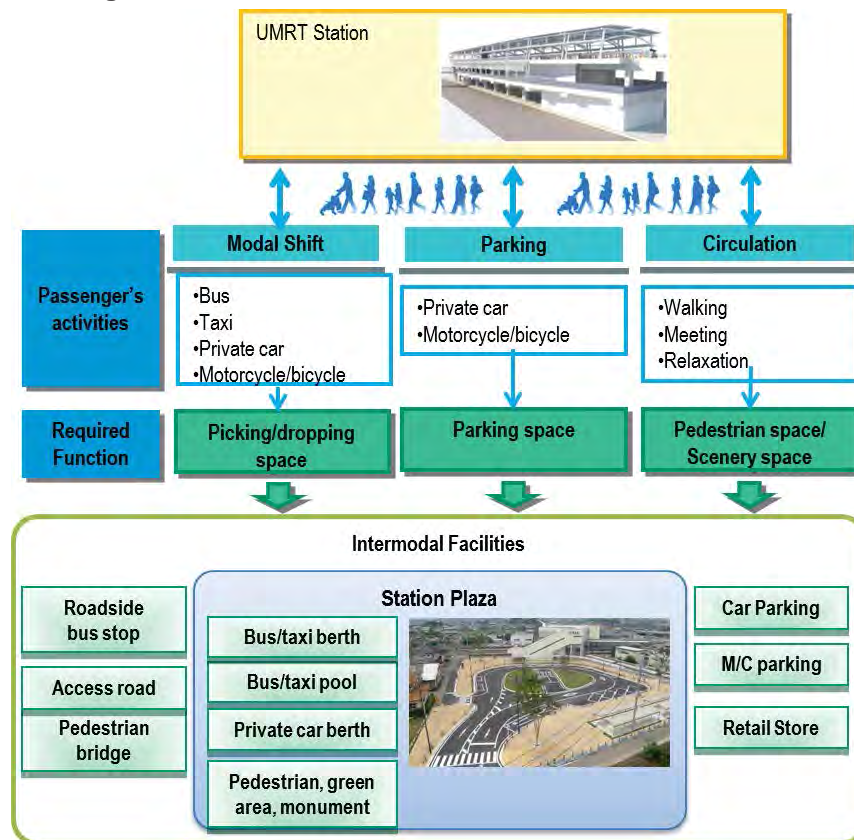 UMRT Station
Modal Shift
Parking
Circulation
Passenger's
activities
•Bus
•Taxi
•Private car
•Motorcycle/bicycle
•Private car
•Motorcycle/bicycle
•Walking
•Meeting
•Relaxation
Required
Function
Picking/dropping
space
Parking space
Pedestrian space/
Scenery space
Intermodal Facilities
Roadside
bus stop
Access road
Pedestrian
bridge
Station Plaza
Bus/taxi berth
Bus/taxi pool
Private car berth
Pedestrian, green
area, monument
Car Parking
M/C parking
Retail Store